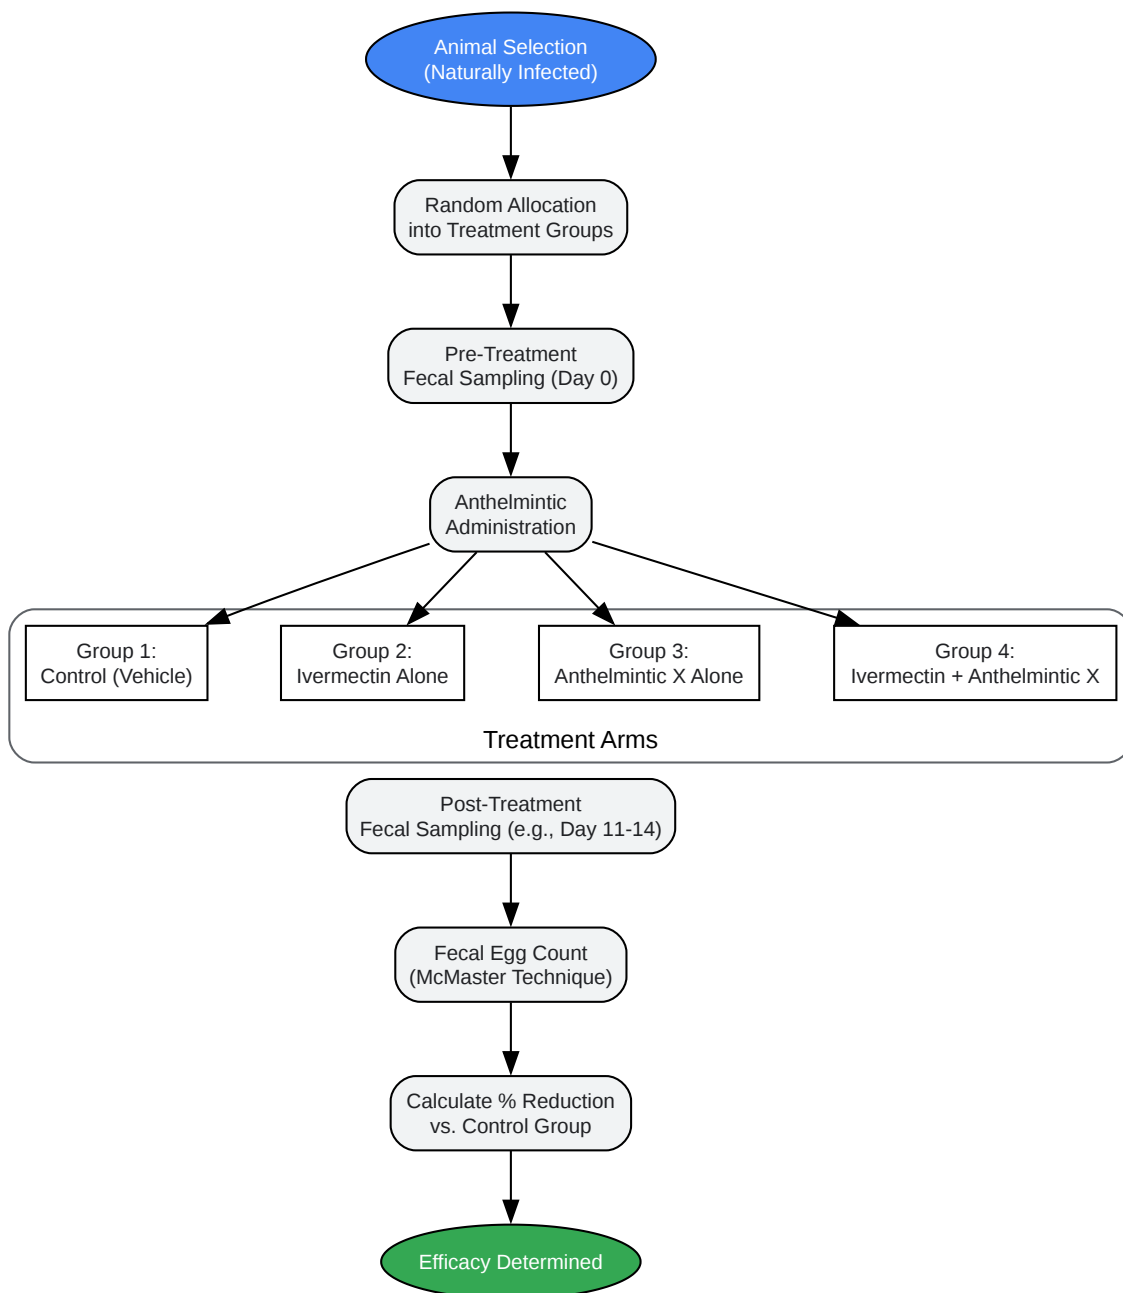 Animal Selection
(Naturally Infected)
Random Allocation
into Treatment Groups
Pre-Treatment
Fecal Sampling (Day 0)
Anthelmintic
Administration
Group 1:
Control (Vehicle)
Group 2:
Ivermectin Alone
Group 3:
Anthelmintic X Alone
Group 4:
Ivermectin + Anthelmintic X
Treatment Arms
Post-Treatment
Fecal Sampling (e.g., Day 11-14)
Fecal Egg Count
(McMaster Technique)
Calculate % Reduction
vs. Control Group
Efficacy Determined